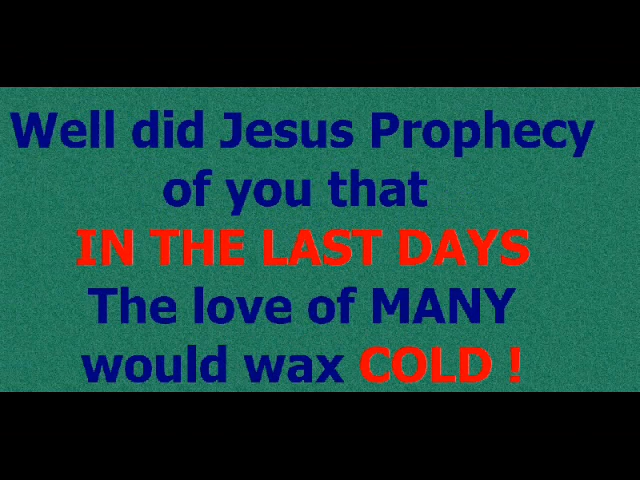 Well did Jesus Prophecy
of you that
IN THE LAST DAYS
The love of MANY
would wax COLD !